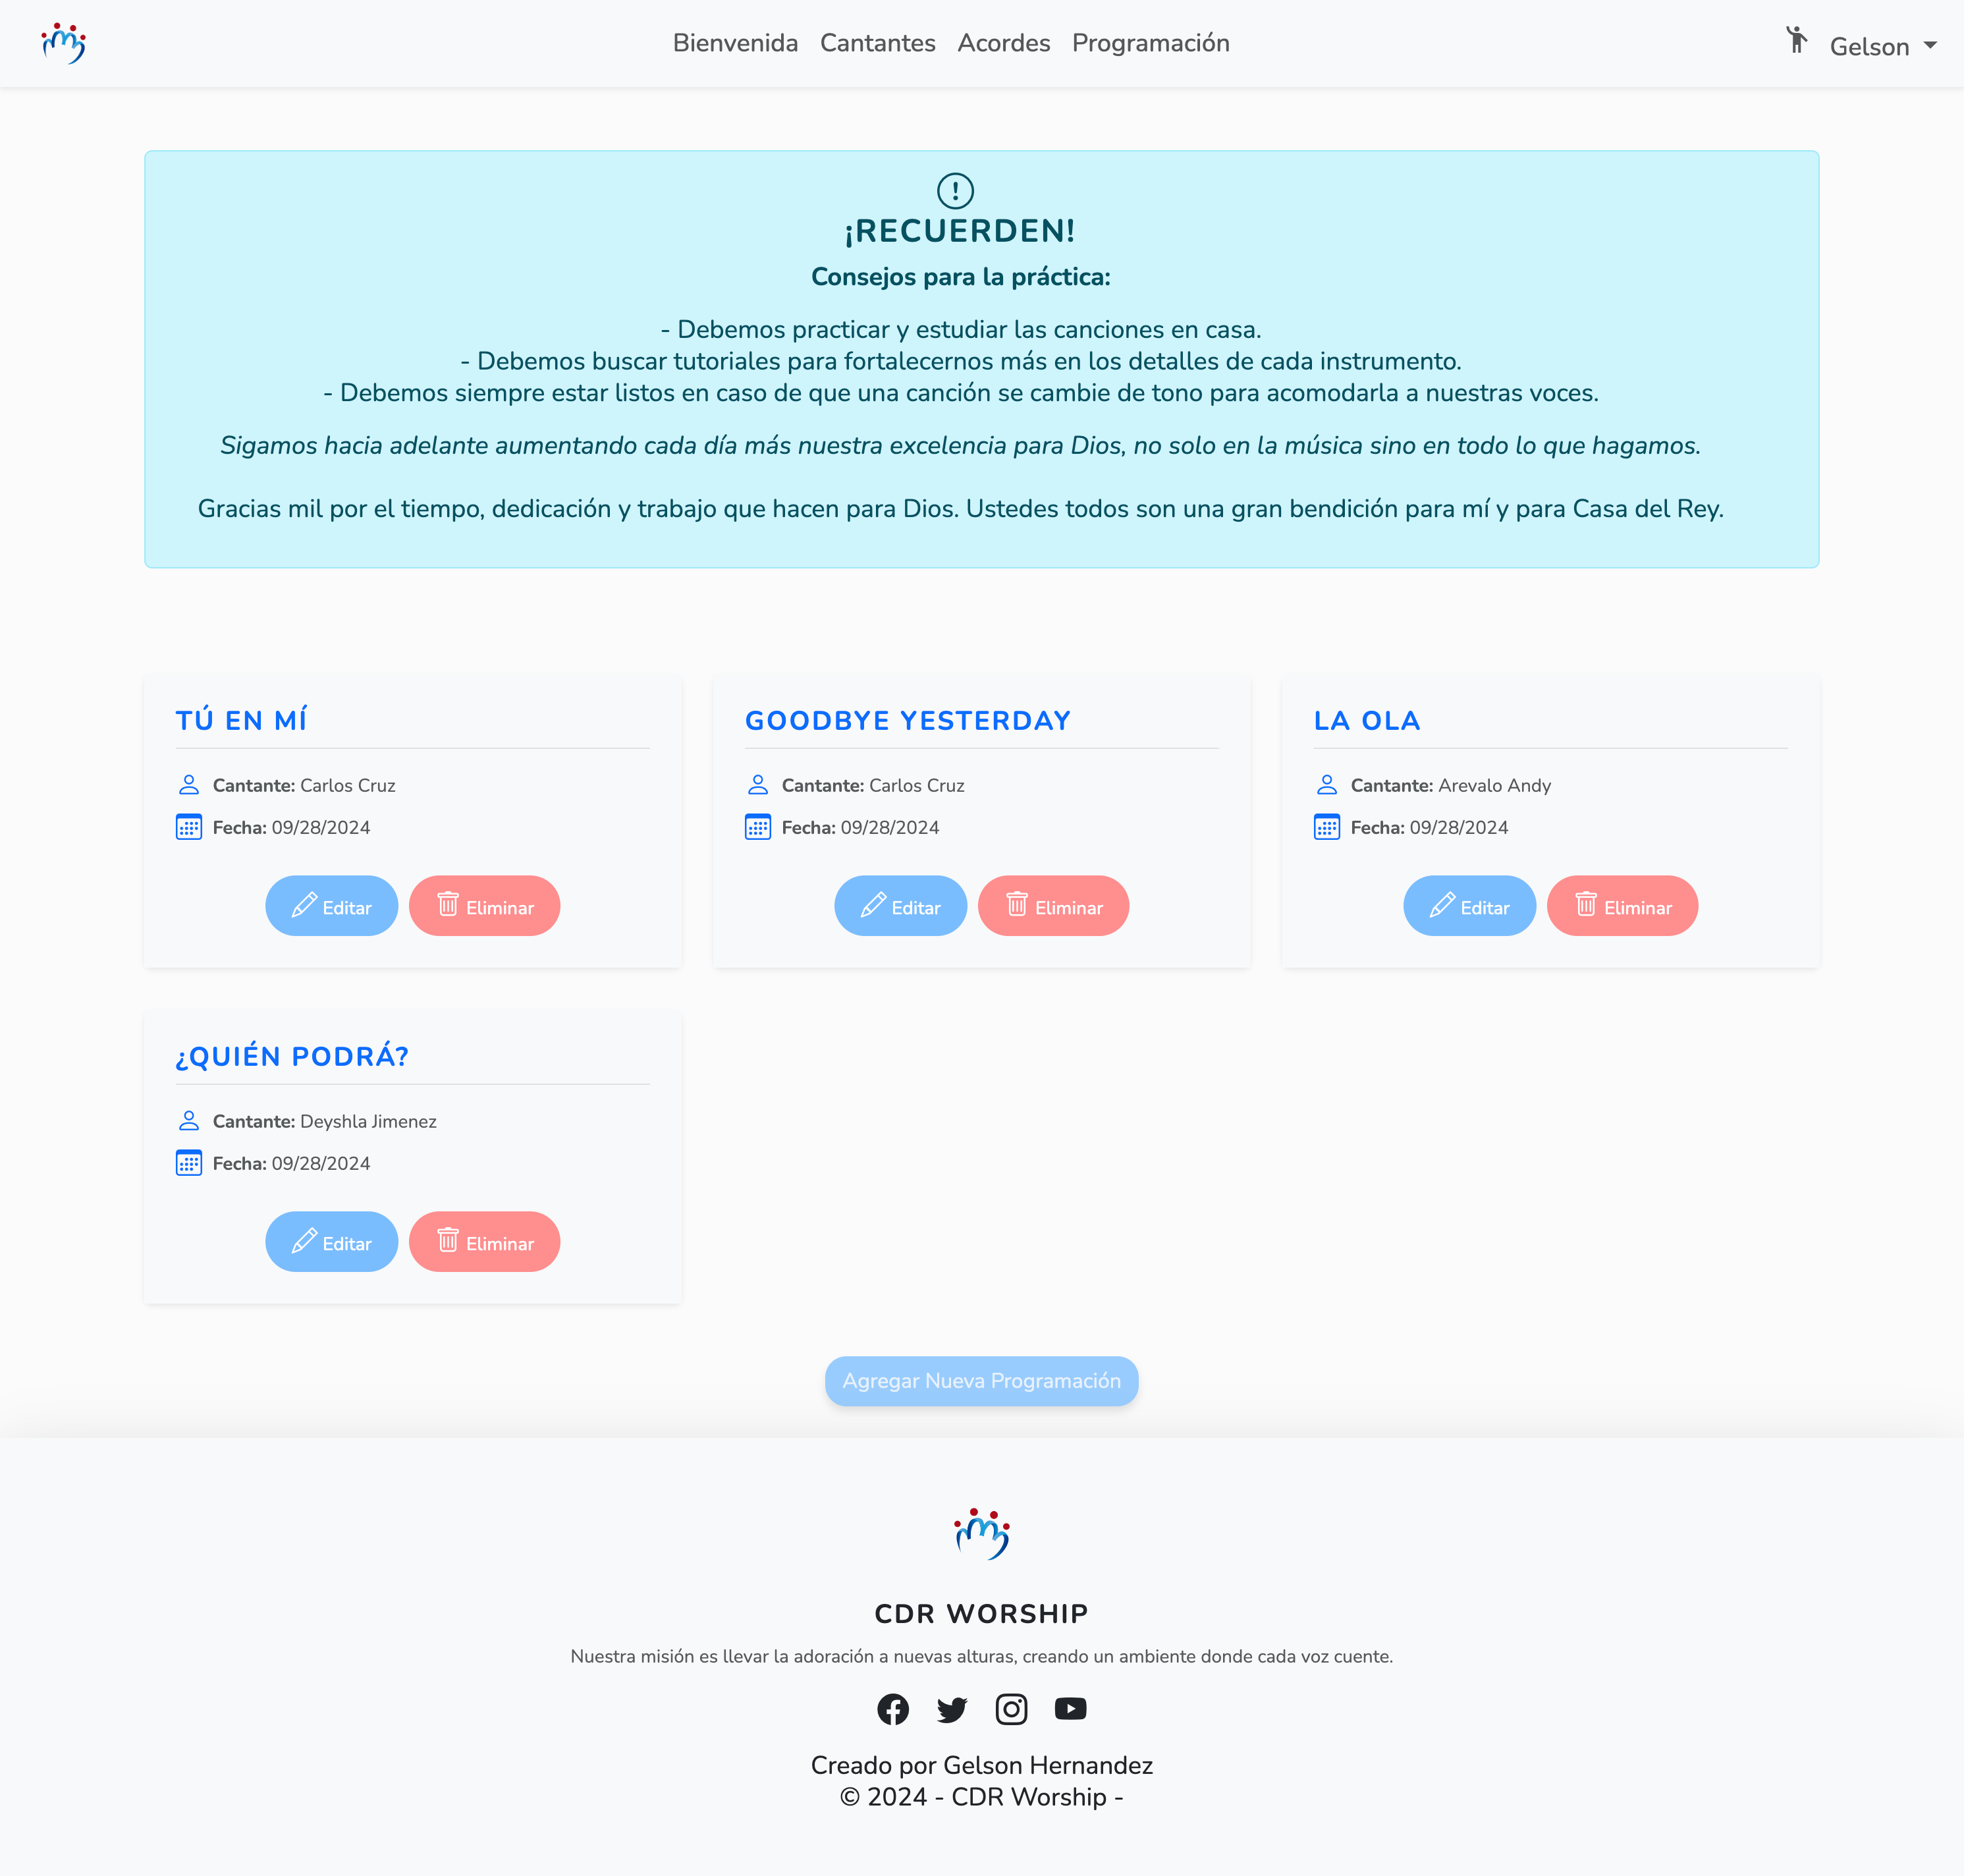 Bienvenida Cantantes Acordes Programación
Gelson
¡RECUERDEN!
Consejos para la práctica:
- Debemos practicar y estudiar las canciones en casa.
- Debemos buscar tutoriales para fortalecernos más en los detalles de cada instrumento.
- Debemos siempre estar listos en caso de que una canción se cambie de tono para acomodarla a nuestras voces.
Sigamos hacia adelante aumentando cada día más nuestra excelencia para Dios, no solo en la música sino en todo lo que hagamos.
Gracias mil por el tiempo, dedicación y trabajo que hacen para Dios. Ustedes todos son una gran bendición para mí y para Casa del Rey.
TÚ EN MÍ
Cantante: Carlos Cruz
Fecha: 09/28/2024
Editar
Eliminar
GOODBYE YESTERDAY
Cantante: Carlos Cruz
Fecha: 09/28/2024
Editar
Eliminar
LA OLA
Cantante: Arevalo Andy
Fecha: 09/28/2024
Editar
Eliminar
¿QUIÉN PODRÁ?
Cantante: Deyshla Jimenez
Fecha: 09/28/2024
Editar
Eliminar
Agregar Nueva Programación
CDR WORSHIP
Nuestra misión es llevar la adoración a nuevas alturas, creando un ambiente donde cada voz cuente.
Creado por Gelson Hernandez
© 2024 - CDR Worship -